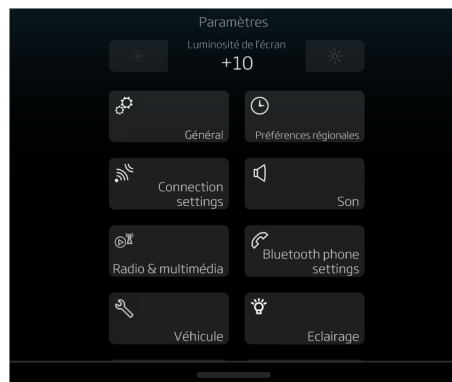 Paramètres
Luminosité de l'écran
+10
Général
Préférences régionales
Connection
settings
Son
Radio & multimédia
Bluetooth phone
settings
Véhicule
Eclairage